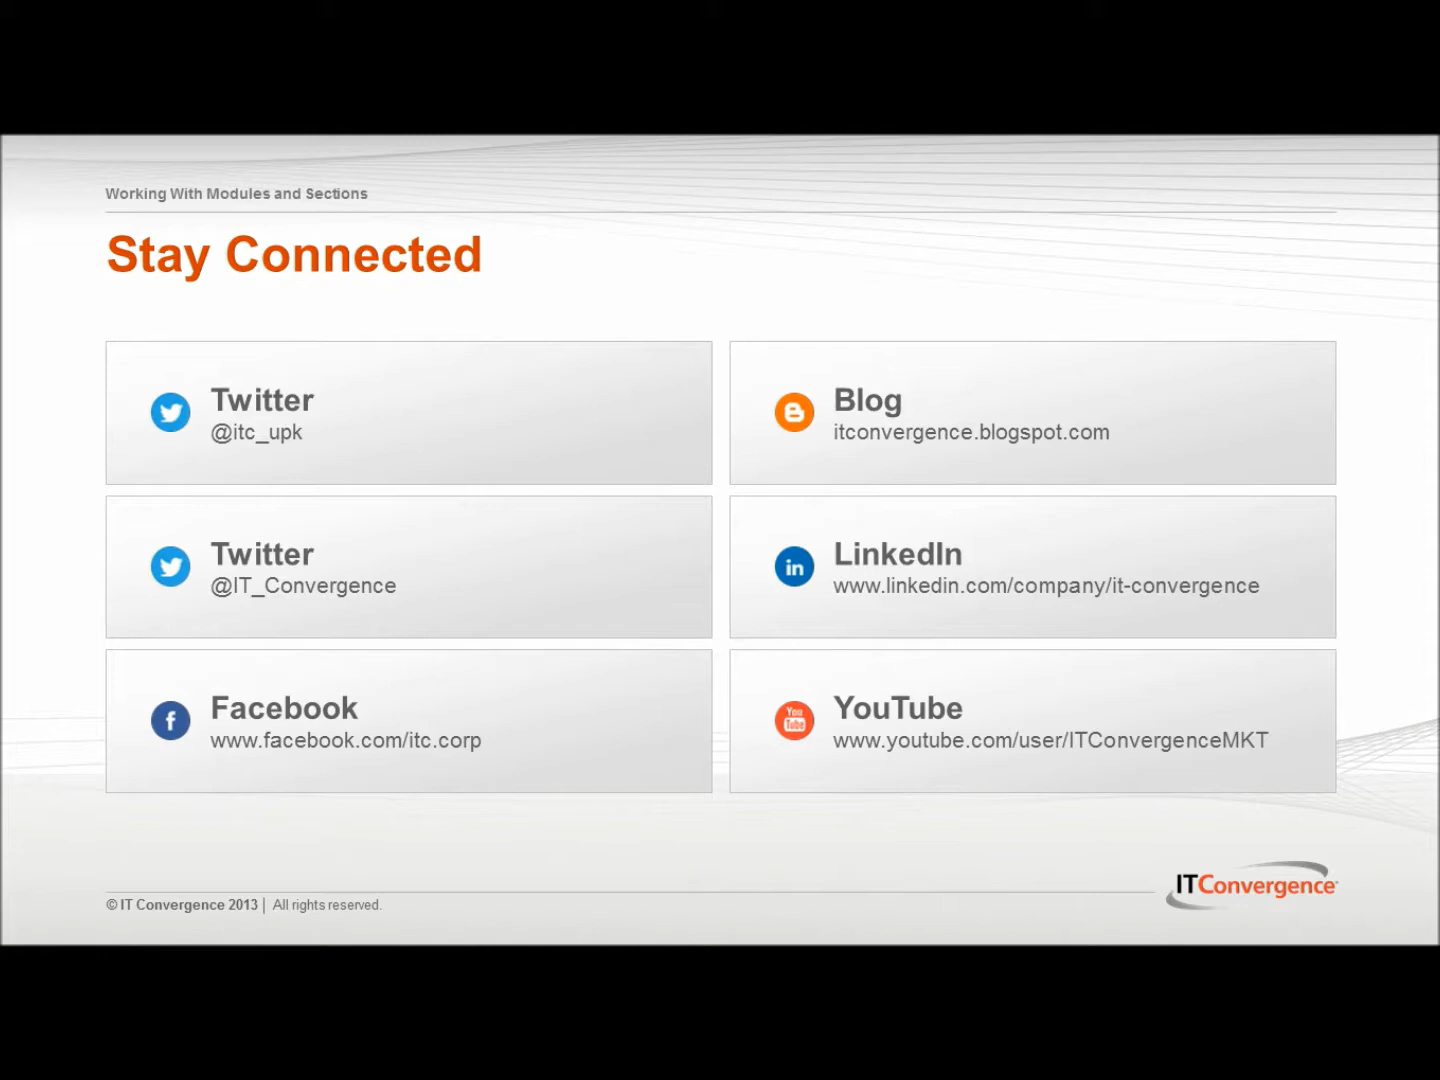 Working With Modules and Sections
Stay Connected
Twitter
@itc_upk
Blog
itconvergence.blogspot.com
Twitter
@IT_Convergence
LinkedIn
www.linkedin.com/company/it-convergence
Facebook
www.facebook.com/itc.corp
You
Tube
YouTube
www.youtube.com/user/ITConvergenceMKT
© IT Convergence 2013 | All rights reserved.
ITConvergence